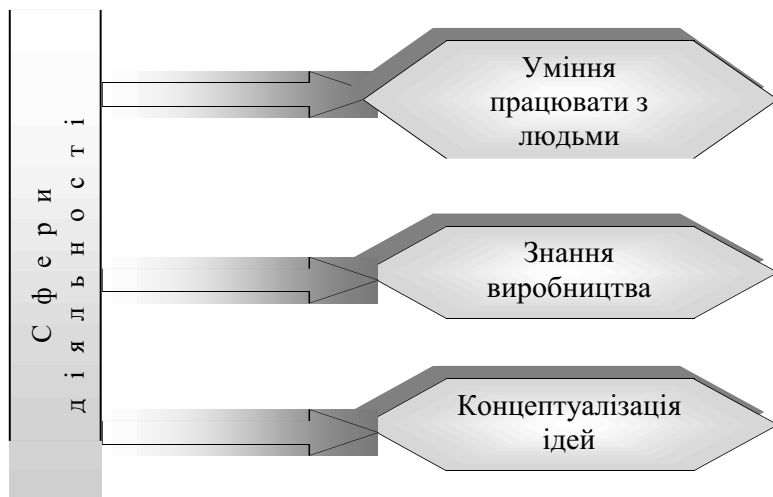 Сфери
діяльності
Уміння
працювати з
людьми
Знання
виробництва
Концептуалізація
ідей